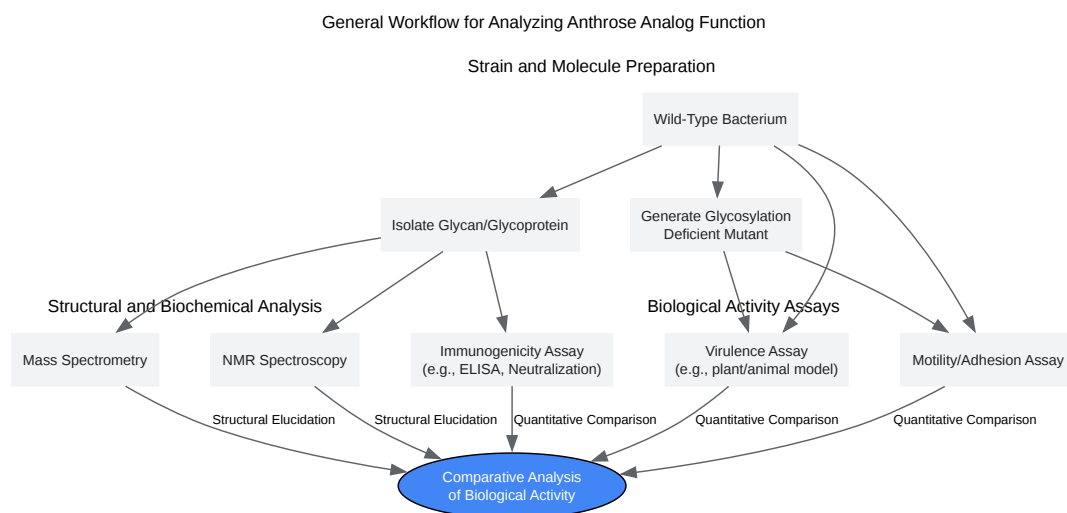 General Workflow for Analyzing Anthrose Analog Function
Strain and Molecule Preparation
Wild-Type Bacterium
Isolate Glycan/Glycoprotein
Generate Glycosylation
Deficient Mutant
Structural and Biochemical Analysis
Biological Activity Assays
Mass Spectrometry
NMR Spectroscopy
Immunogenicity Assay
(e.g., ELISA, Neutralization)
Virulence Assay
(e.g., plant/animal model)
Motility/Adhesion Assay
Structural Elucidation
Structural Elucidation
Quantitative Comparison
Quantitative Comparison
Quantitative Comparison
Comparative Analysis
of Biological Activity